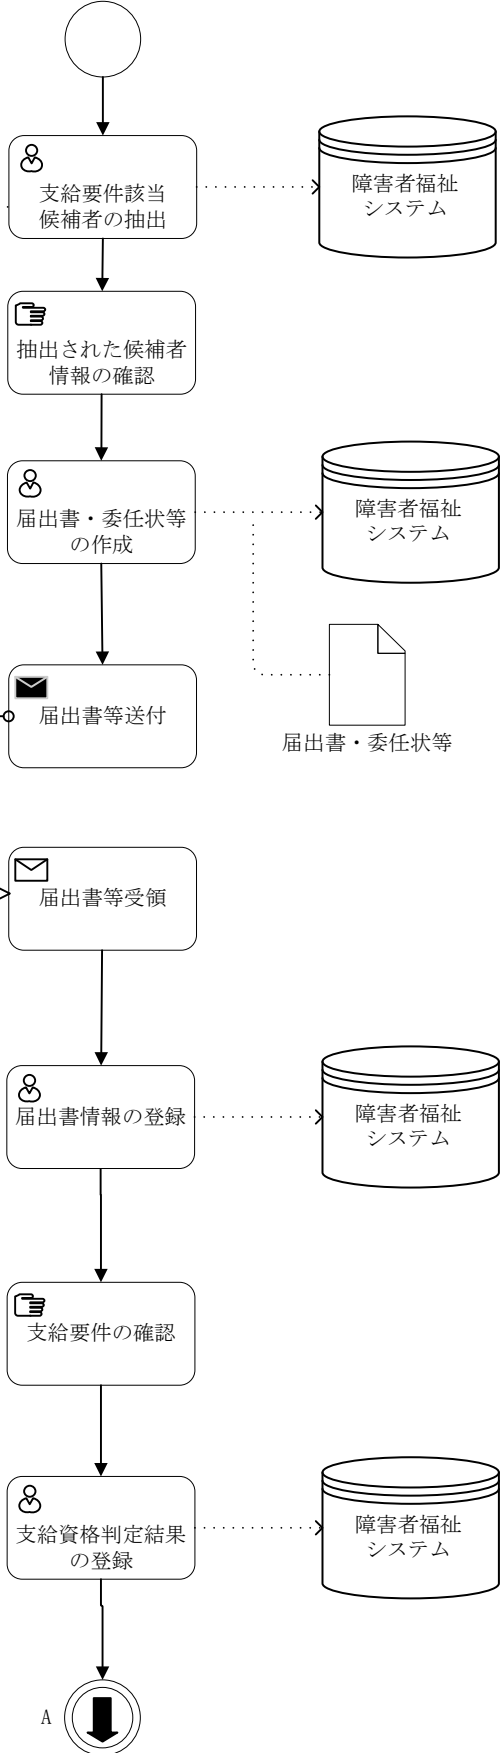 支給要件該当
候補者の抽出
障害者福祉
システム
抽出された候補者
情報の確認
届出書・委任状等
の作成
障害者福祉
システム
届出書等送付
届出書・委任状等
届出書等受領
届出書情報の登録
障害者福祉
システム
支給要件の確認
支給資格判定結果
の登録
障害者福祉
システム
A